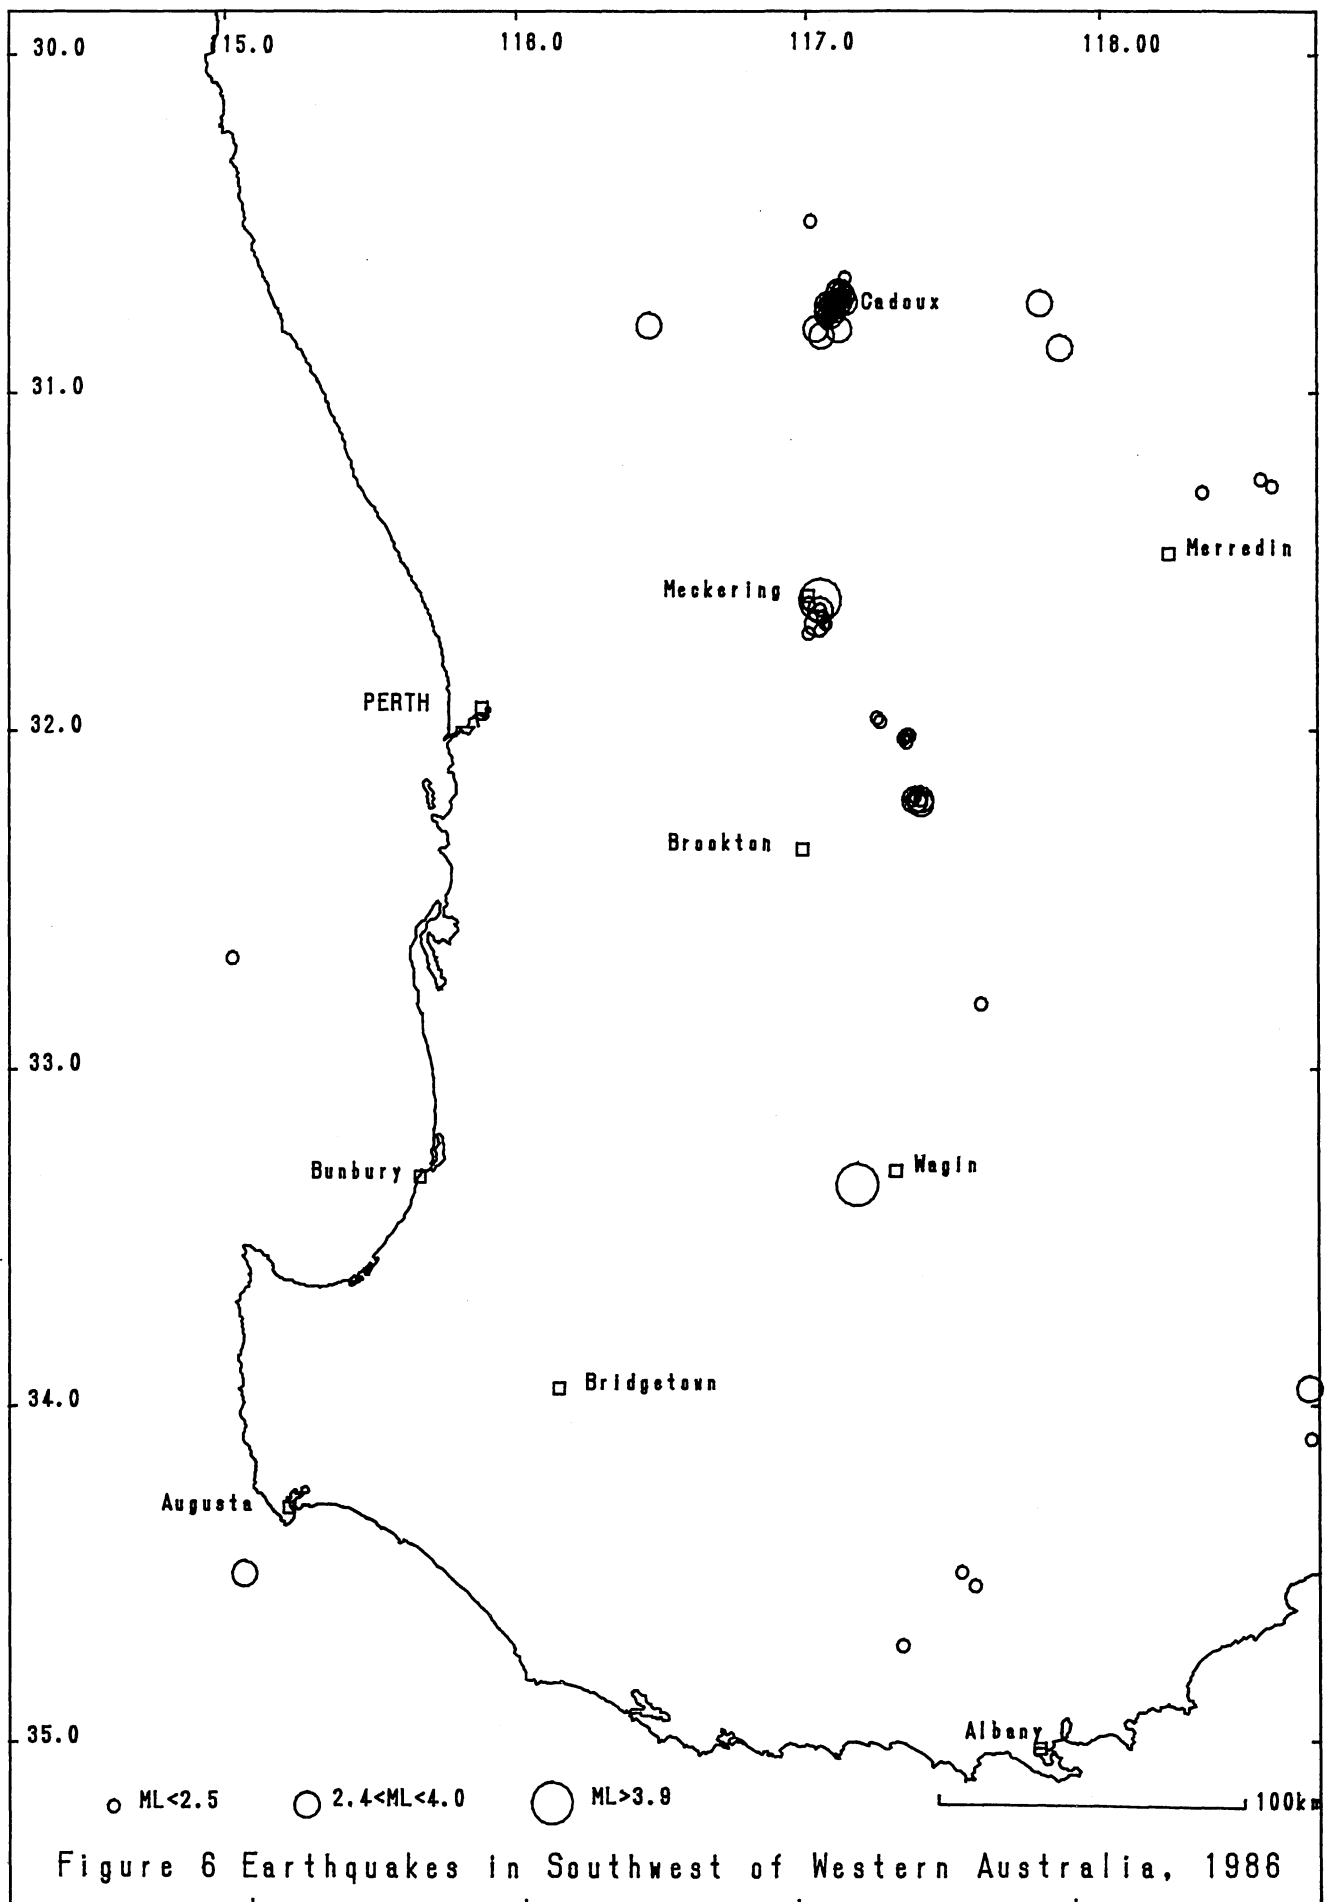 30.0 115.0 116.0 117.0 118.00
Cadoux
31.0
Merredin
Meckering
PERTH
32.0
Brookton
33.0
Bunbury
Wagin
Bridgetown
34.0
Augusta
35.0
Albany
ML<2.5 2.4<ML<4.0 ML>3.9 100km
Figure 6 Earthquakes in Southwest of Western Australia, 1986